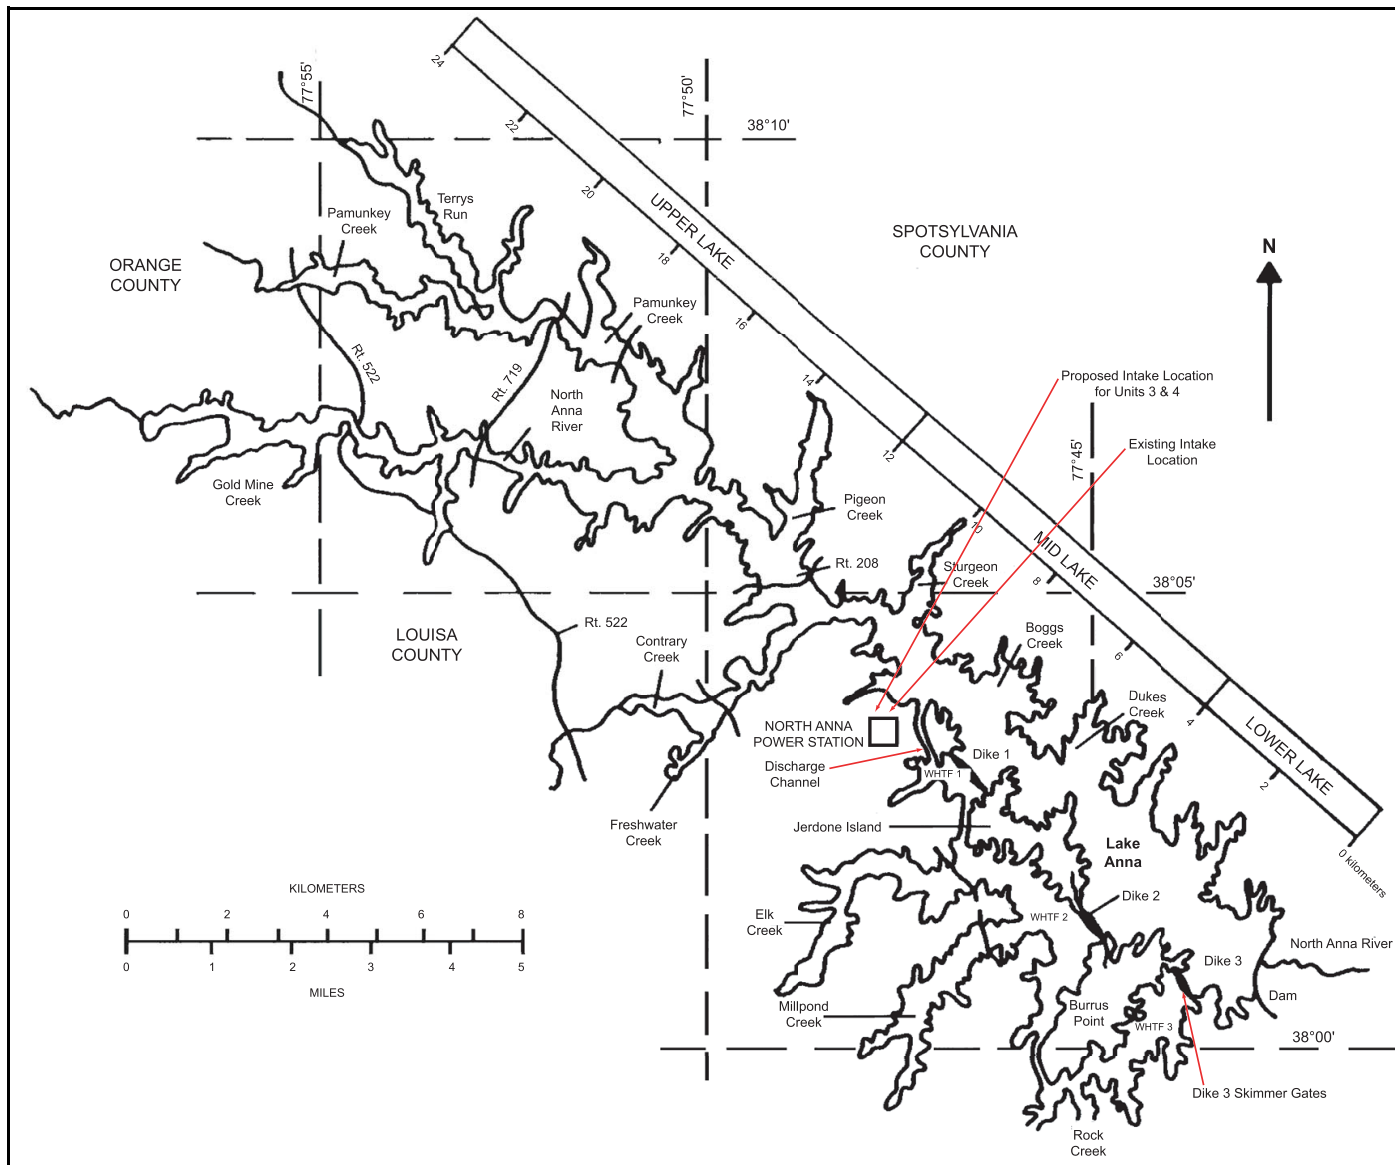 24
22
20
18
16
14
12
10
8
6
4
2
0 kilometers
UPPER LAKE
MID LAKE
LOWER LAKE
77°55'
77°50'
38°10'
SPOTSYLVANIA
COUNTY
N
Terrys
Run
Pamunkey
Creek
ORANGE
COUNTY
Pamunkey
Creek
Rt. 522
Rt. 719
North
Anna
River
Proposed Intake Location
for Units 3 & 4
77°45'
Existing Intake
Location
Gold Mine
Creek
Pigeon
Creek
Rt. 208
Sturgeon
Creek
38°05'
LOUISA
COUNTY
Rt. 522
Contrary
Creek
Boggs
Creek
Dukes
Creek
NORTH ANNA
POWER STATION
Discharge
Channel
WHTF 1
Dike 1
Freshwater
Creek
Jerdone Island
Lake
Anna
KILOMETERS
0 2 4 6 8
0 1 2 3 4 5
MILES
Elk
Creek
WHTF 2
Dike 2
North Anna River
Dike 3
Dam
Millpond
Creek
Burrus
Point
WHTF 3
38°00'
Dike 3 Skimmer Gates
Rock
Creek